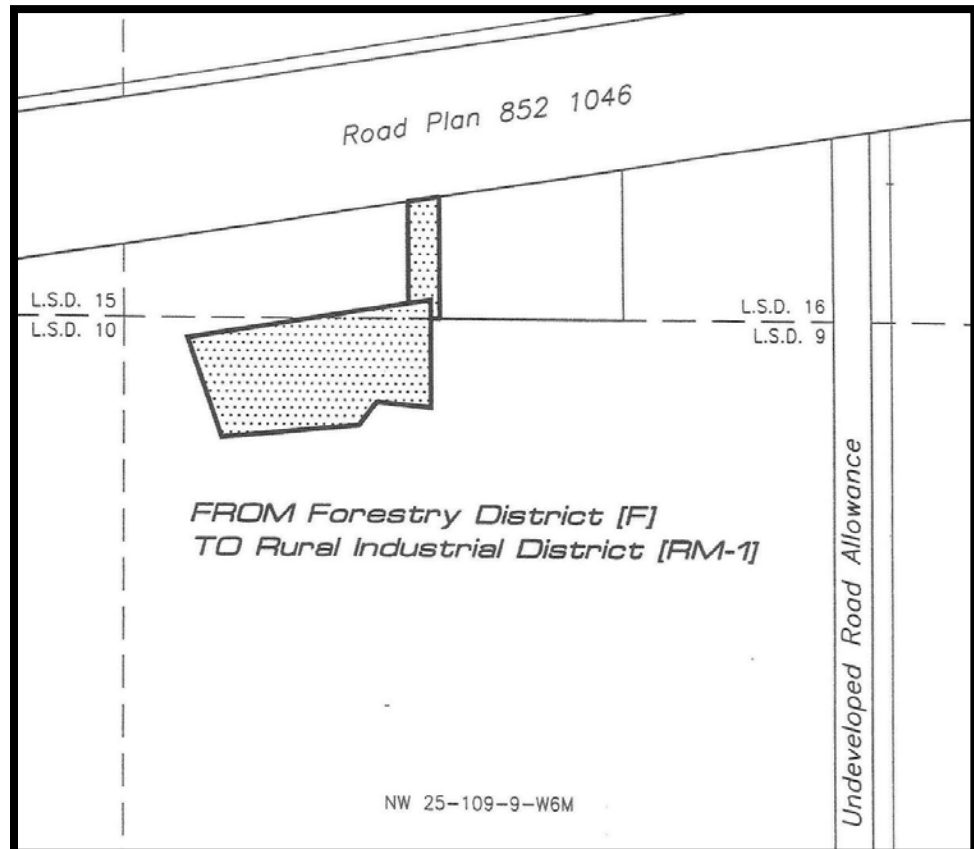 Road Plan 852 1046
L.S.D. 15
L.S.D. 10
L.S.D. 16
L.S.D. 9
FROM Forestry District [F]
TO Rural Industrial District [RM-1]
Undeveloped Road Allowance
NW 25-109-9-W6M